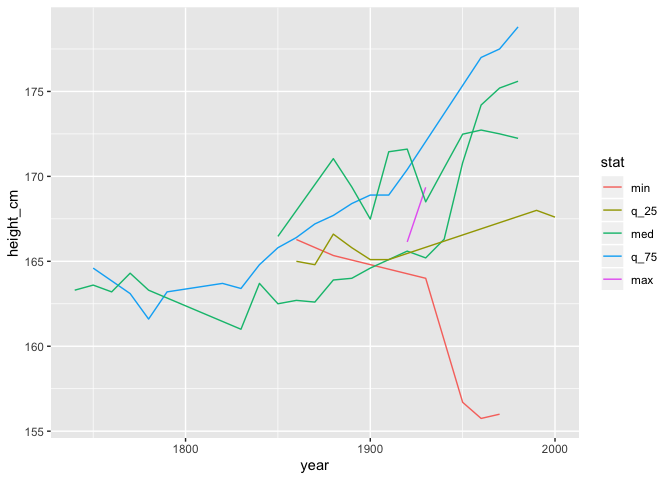 175
170
165
160
155
height_cm
1800
1900
2000
year
stat
min
q_25
med
q_75
max